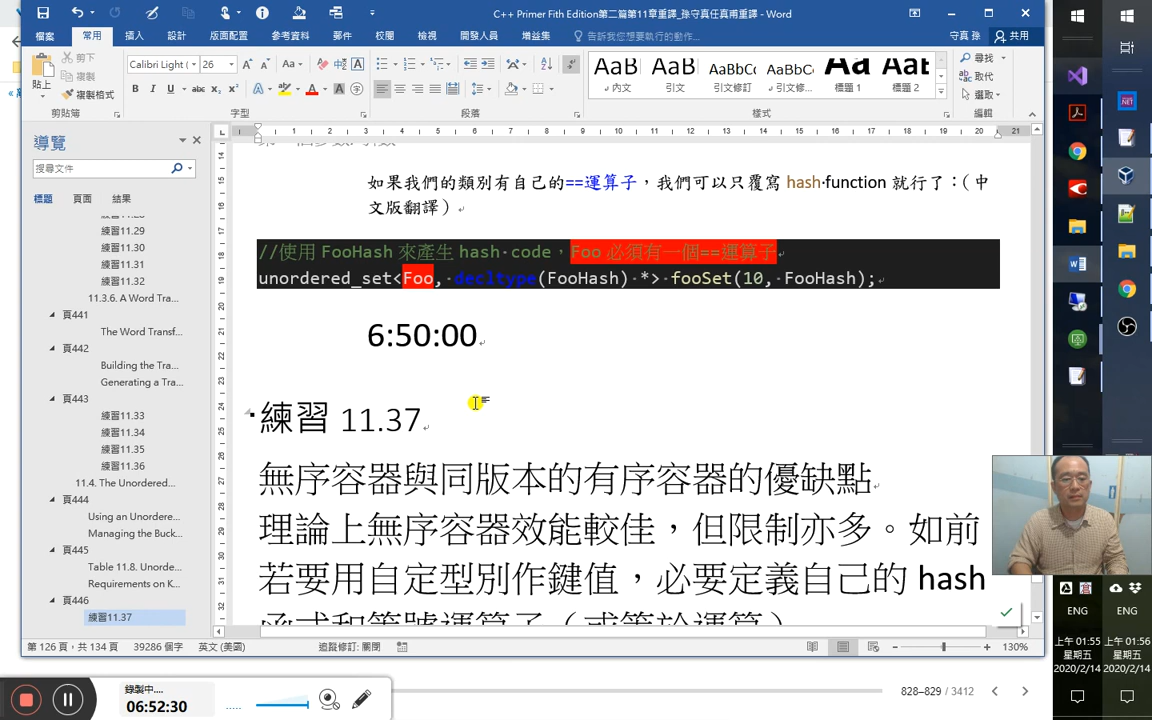 C++ Primer Fith Edition第二篇第11章重譯_孫守真任真甫重譯 - Word
檔案 常用 插入 設計 版面配置 參考資料 郵件 校閱 檢視 開發人員 增益集 告訴我您想要執行的動作... 守真 孫 共用
剪下
複製
複製格式
貼上
Calibri Light ( 26
AaB AaB AaBbCc AaBbC AaB AaB
內文 引文 引文修訂 引文修... 標題 1 標題 2
尋找
取代
選取
剪貼簿 字型 段落 樣式 編輯
導覽
搜尋文件
標題 頁面 結果
練習11.29
練習11.30
練習11.31
練習11.32
11.3.6. A Word Tra...
頁441
The Word Transf...
頁442
Building the Tra...
Generating a Tra...
頁443
練習11.33
練習11.34
練習11.35
練習11.36
11.4. The Unordered...
頁444
Using an Unordere...
Managing the Buck...
頁445
Table 11.8. Unorde...
Requirements on K...
頁446
練習11.37
如果我們的類別有自己的==運算子，我們可以只覆寫 hash function 就行了：（中
文版翻譯）
//使用 FooHash 來產生 hash code，Foo 必須有一個==運算子
unordered_set<Foo, decltype(FooHash) *> fooSet(10, FooHash);
6:50:00
練習 11.37
無序容器與同版本的有序容器的優缺點
理論上無序容器效能較佳，但限制亦多。如前
若要用自定型別作鍵值，必要定義自己的 hash
函式和等號運算子（或等於運算）
第 126 頁，共 134 頁 39286 個字 英文 (美國) 追蹤修訂: 關閉 130%
錄製中....
06:52:30
828–829 / 3412
ENG ENG
上午 01:55 上午 01:56
星期五 星期五
2020/2/14 2020/2/14